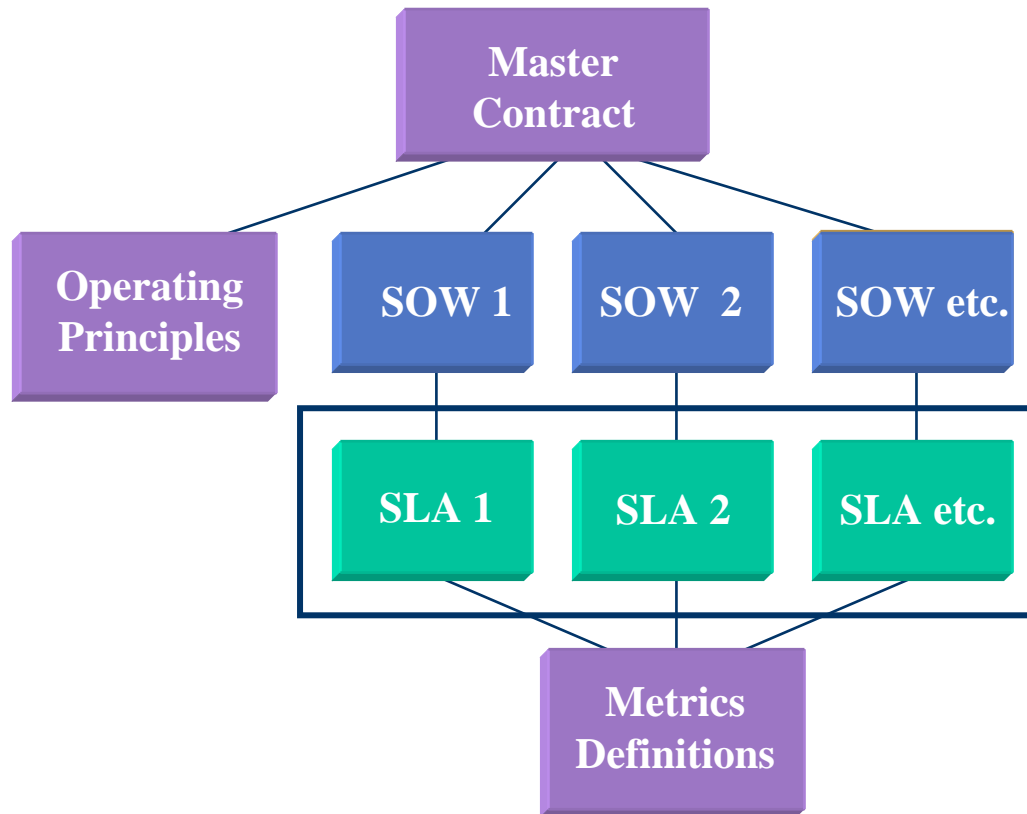 Master
Contract
Operating
Principles
SOW 1
SOW 2
SOW etc.
SLA 1
SLA 2
SLA etc.
Metrics
Definitions